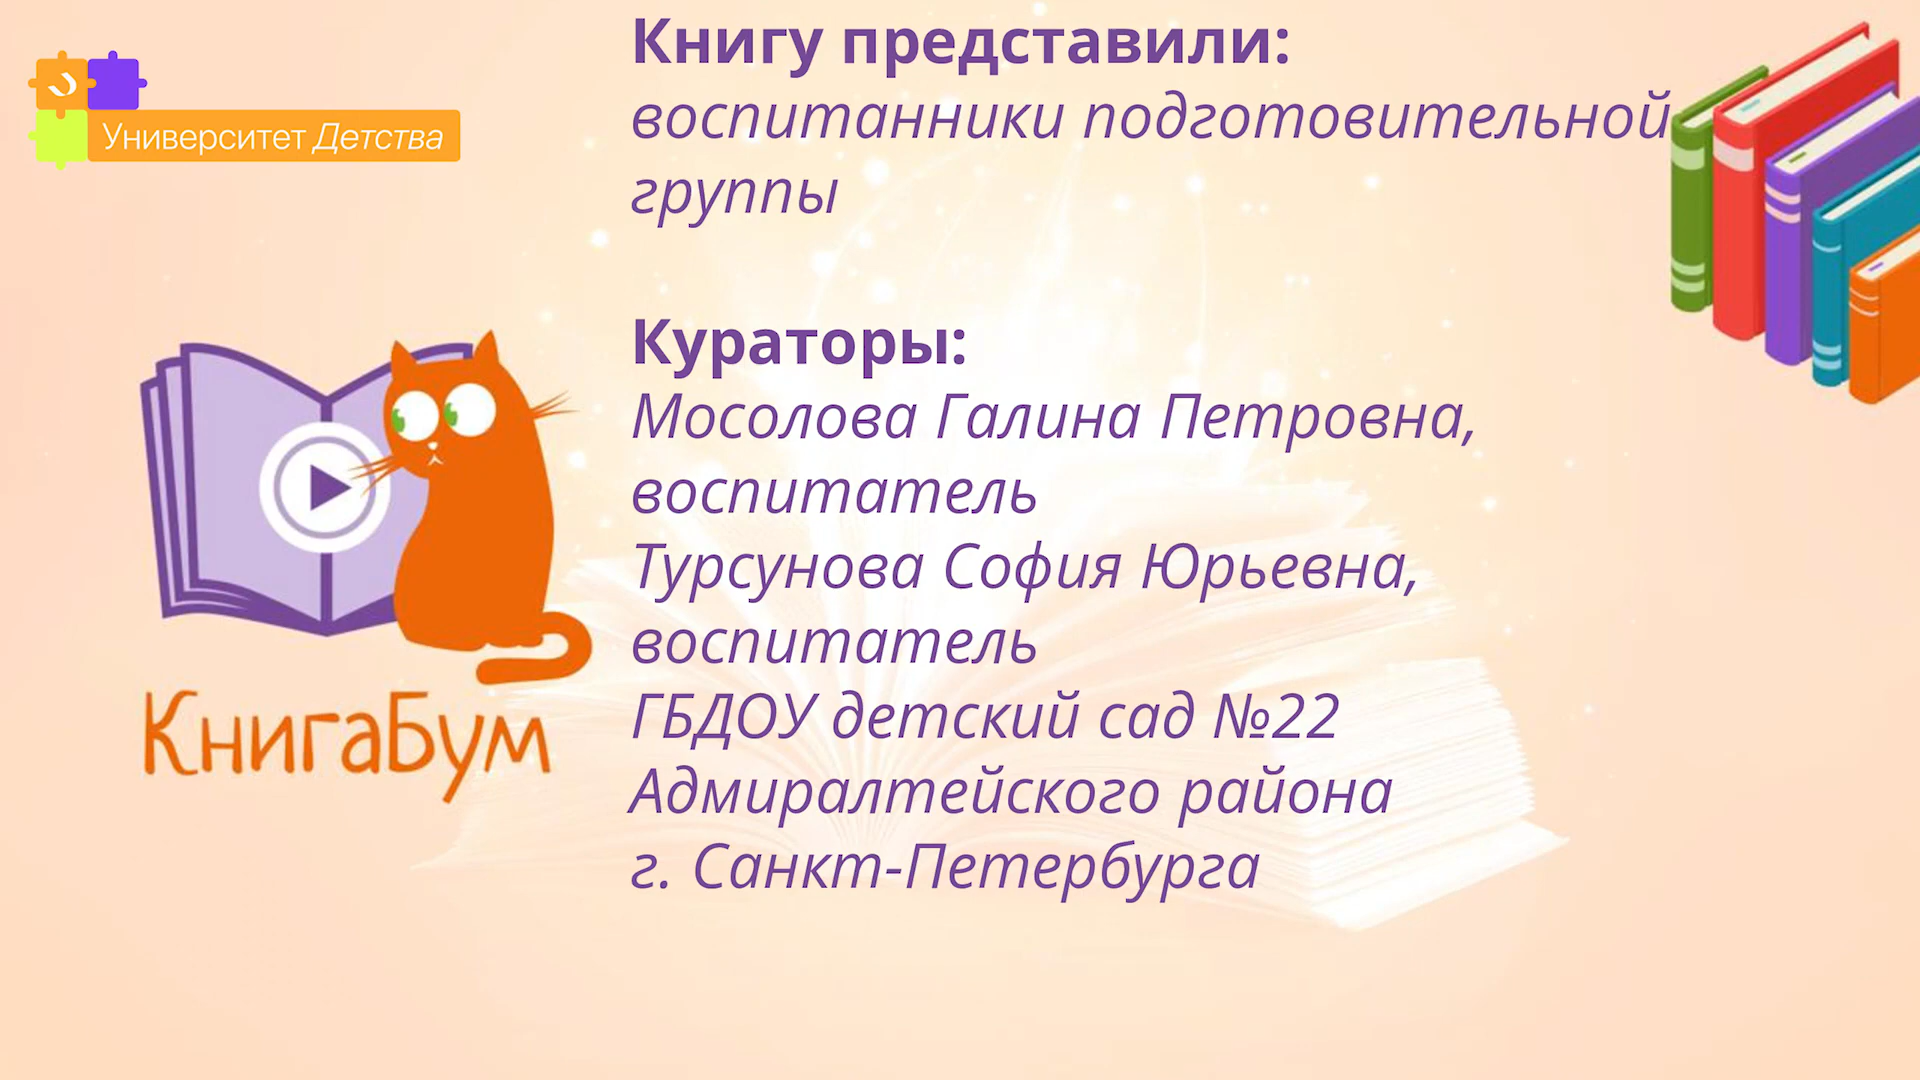 Университет Детства
Книгу представили:
воспитанники подготовительной
группы
Кураторы:
Мосолова Галина Петровна,
воспитатель
Турсунова София Юрьевна,
воспитатель
ГБДОУ детский сад №22
Адмиралтейского района
г. Санкт-Петербурга
КнигаБум